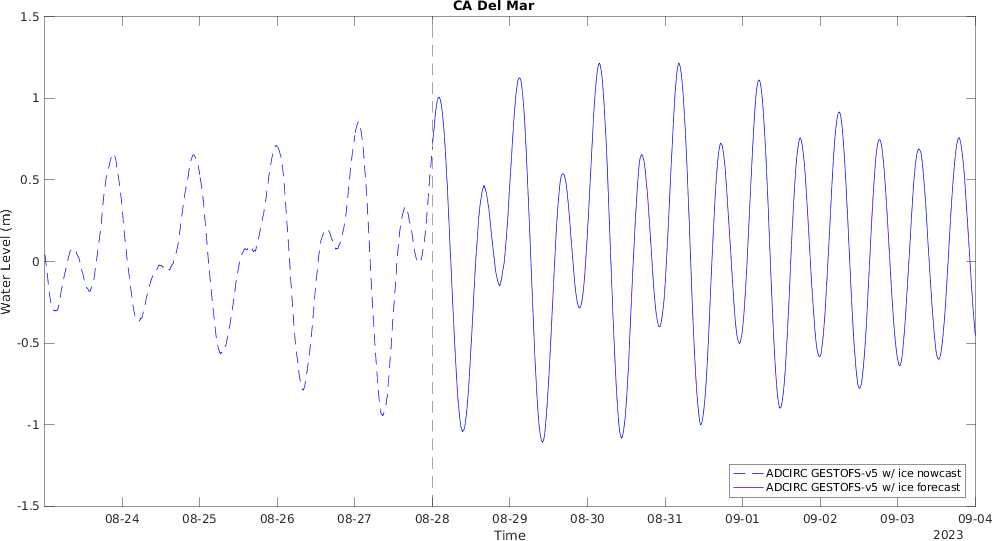 CA Del Mar
1.5
1
0.5
0
-0.5
-1
-1.5
Water Level (m)
ADCIRC GESTOFS-v5 w/ ice nowcast
ADCIRC GESTOFS-v5 w/ ice forecast
08-24 08-25 08-26 08-27 08-28 08-29 08-30 08-31 09-01 09-02 09-03 09-04
Time 2023